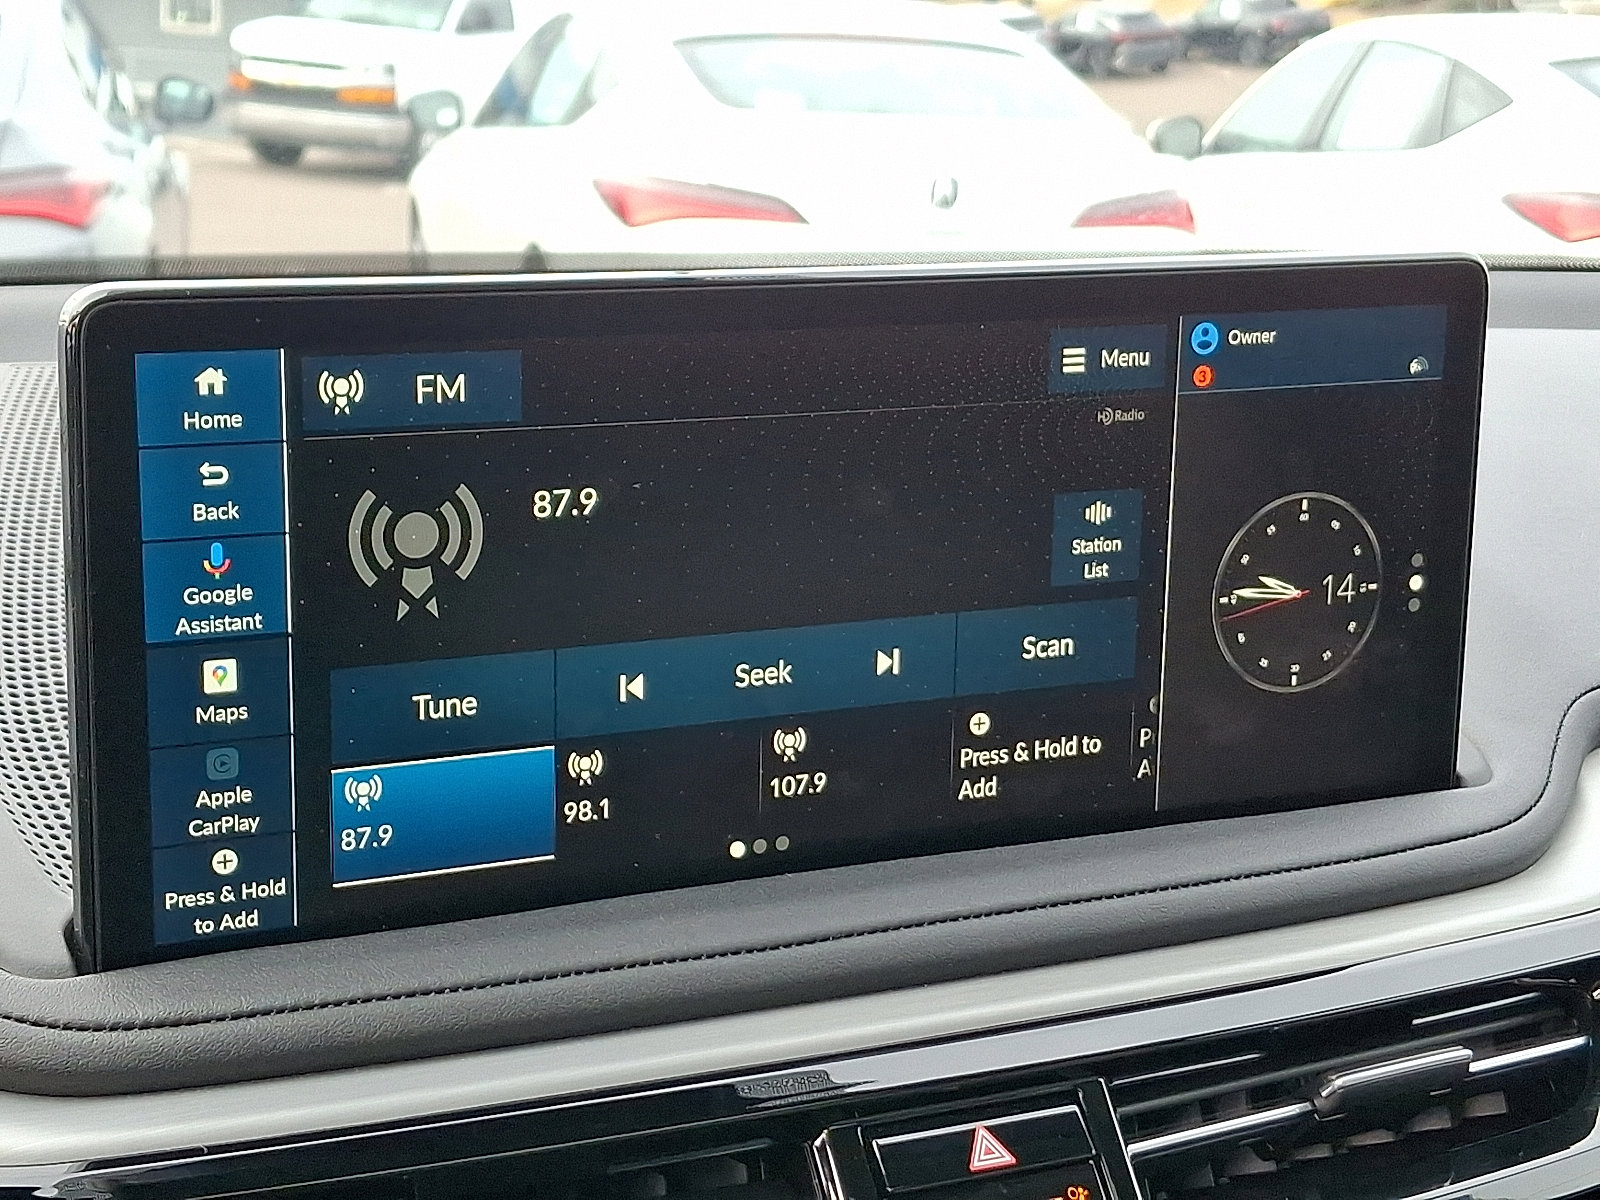 Home
Back
Google
Assistant
Maps
Apple
CarPlay
Press & Hold
to Add
FM
Menu
HD Radio
87.9
Station
List
Tune
Seek
Scan
87.9
98.1
107.9
Press & Hold to
Add
P
A
Owner
3
14